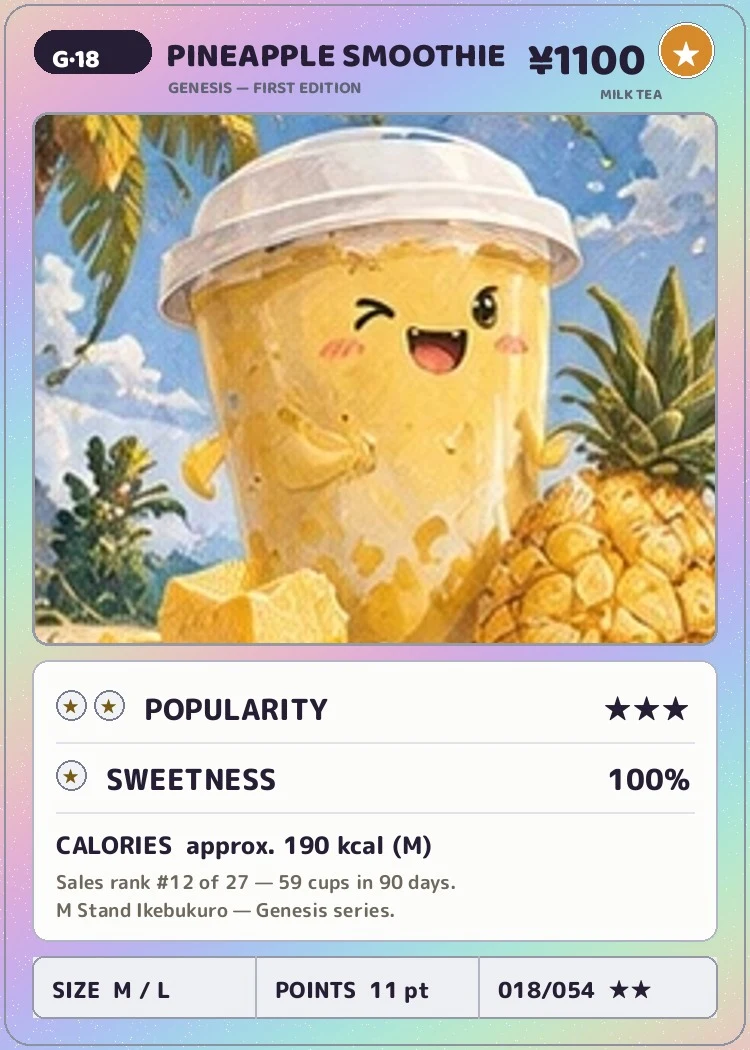 G·18
PINEAPPLE SMOOTHIE ¥1100 ★
GENESIS — FIRST EDITION
MILK TEA
★ ★ POPULARITY ★★★
★ SWEETNESS 100%
CALORIES approx. 190 kcal (M)
Sales rank #12 of 27 — 59 cups in 90 days.
M Stand Ikebukuro — Genesis series.
SIZE M / L POINTS 11 pt 018/054 ★★